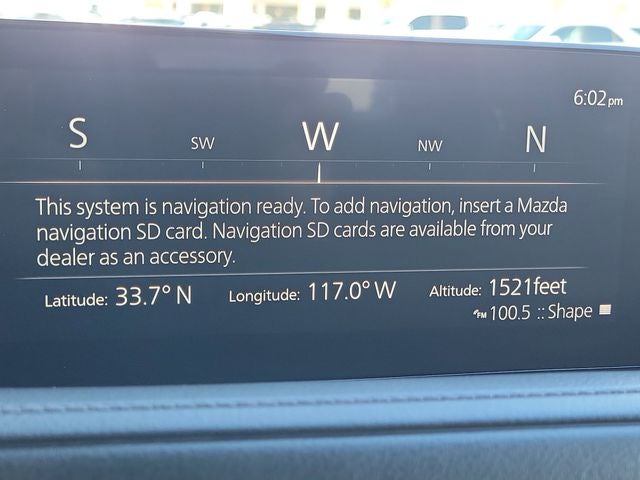 6:02pm
S SW W NW N
This system is navigation ready. To add navigation, insert a Mazda
navigation SD card. Navigation SD cards are available from your
dealer as an accessory.
Latitude: 33.7° N Longitude: 117.0° W Altitude: 1521feet
FM 100.5 :: Shape